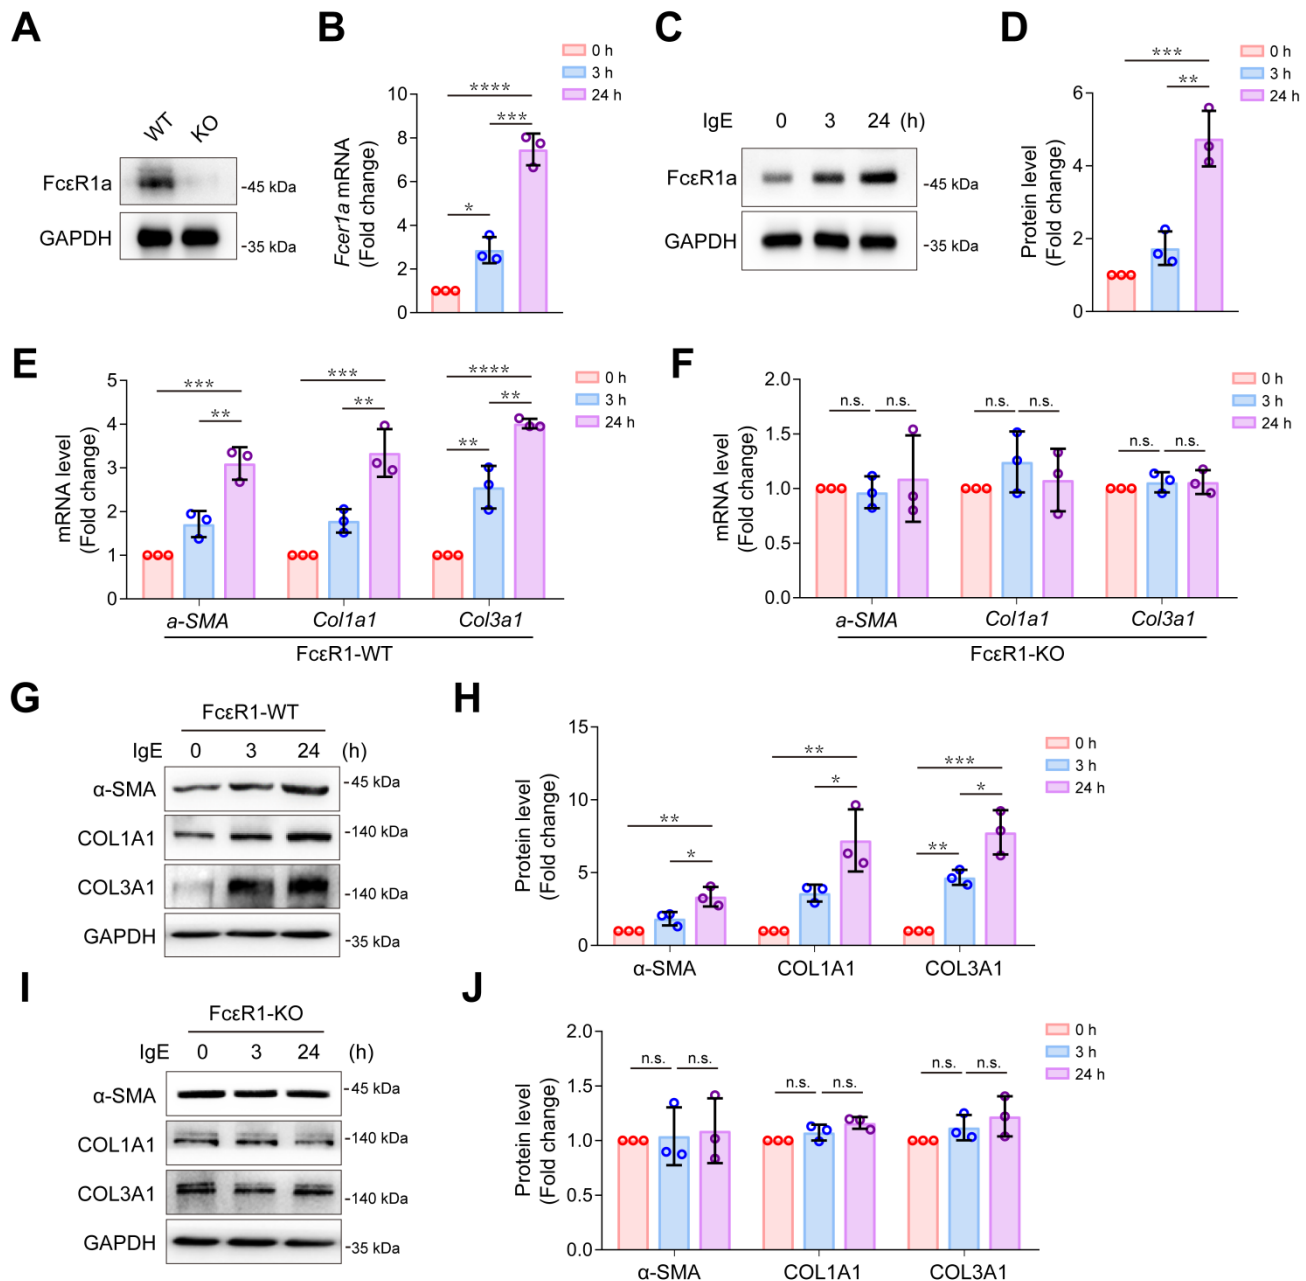 A
WT KO
FcεR1a
-45 kDa
GAPDH
-35 kDa
B
0 h
3 h
24 h
Fcer1a mRNA
(Fold change)
10
8
6
4
2
0
****
***
*
C
IgE 0 3 24 (h)
FcεR1a
-45 kDa
GAPDH
-35 kDa
D
0 h
3 h
24 h
Protein level
(Fold change)
6
4
2
0
***
**
E
mRNA level
(Fold change)
5
4
3
2
1
0
***
**
***
**
****
**
**
0 h
3 h
24 h
a-SMA Col1a1 Col3a1
FcεR1-WT
F
mRNA level
(Fold change)
2.0
1.5
1.0
0.5
0.0
n.s. n.s.
n.s. n.s.
n.s. n.s.
0 h
3 h
24 h
a-SMA Col1a1 Col3a1
FcεR1-KO
G
FcεR1-WT
IgE 0 3 24 (h)
α-SMA
-45 kDa
COL1A1
-140 kDa
COL3A1
-140 kDa
GAPDH
-35 kDa
H
Protein level
(Fold change)
15
10
5
0
**
*
**
*
***
*
**
0 h
3 h
24 h
α-SMA COL1A1 COL3A1
I
FcεR1-KO
IgE 0 3 24 (h)
α-SMA
-45 kDa
COL1A1
-140 kDa
COL3A1
-140 kDa
GAPDH
-35 kDa
J
Protein level
(Fold change)
2.0
1.5
1.0
0.5
0.0
n.s. n.s.
n.s. n.s.
n.s. n.s.
0 h
3 h
24 h
α-SMA COL1A1 COL3A1